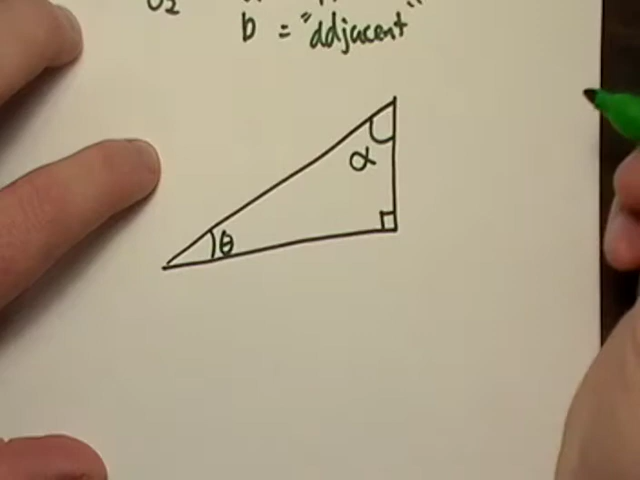 b = "adjacent"
α
θ